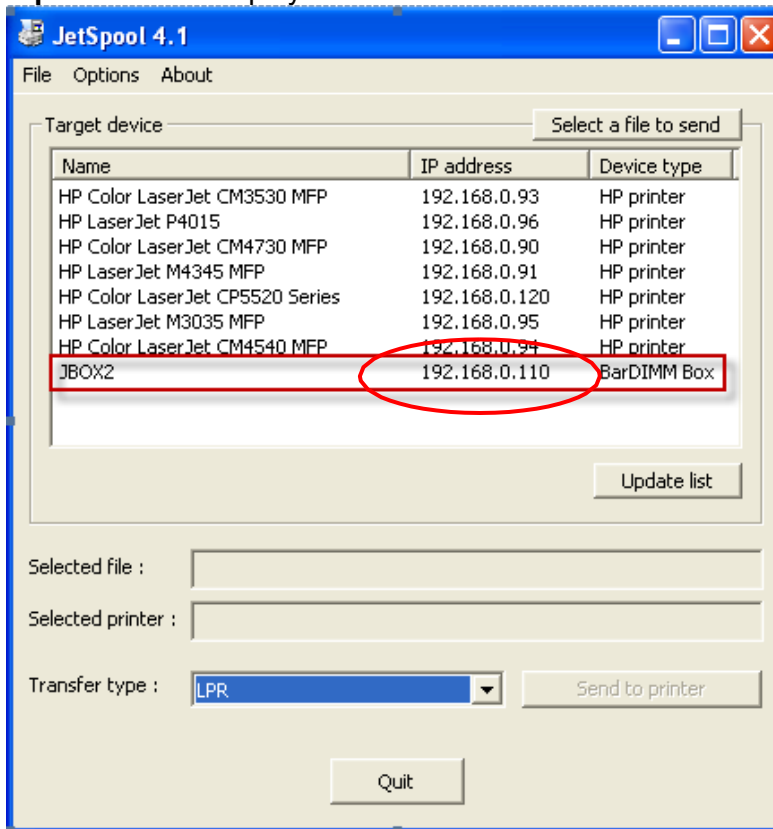 JetSpool 4.1
File Options About
Target device Select a file to send
Name IP address Device type
HP Color LaserJet CM3530 MFP 192.168.0.93 HP printer
HP LaserJet P4015 192.168.0.96 HP printer
HP Color LaserJet CM4730 MFP 192.168.0.90 HP printer
HP LaserJet M4345 MFP 192.168.0.91 HP printer
HP Color LaserJet CP5520 Series 192.168.0.120 HP printer
HP LaserJet M3035 MFP 192.168.0.95 HP printer
HP Color LaserJet CM4540 MFP 192.168.0.94 HP printer
JBOX2 192.168.0.110 BarDIMM Box
Update list
Selected file :
Selected printer :
Transfer type : LPR Send to printer
Quit